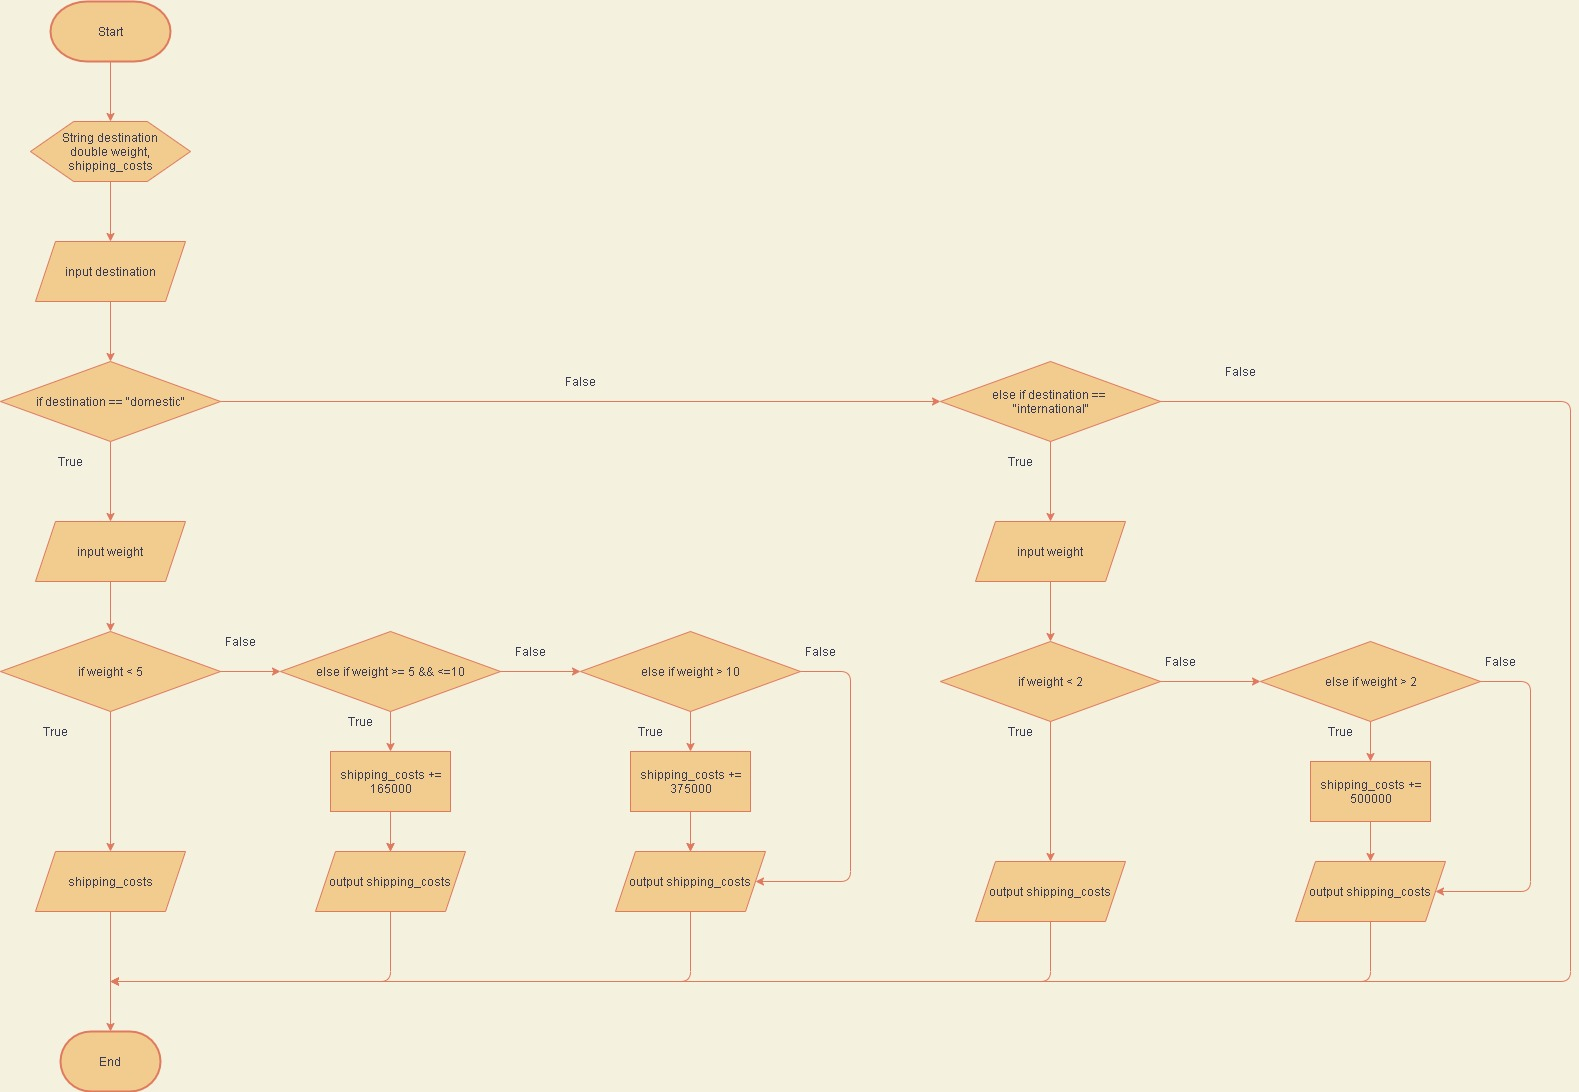 Start
String destination
double weight,
shipping_costs
input destination
if destination == "domestic"
False
else if destination ==
"international"
False
True
True
input weight
input weight
if weight < 5
False
else if weight >= 5 && <=10
False
else if weight > 10
False
if weight < 2
False
else if weight > 2
False
True
True
True
True
True
shipping_costs +=
165000
shipping_costs +=
375000
shipping_costs +=
500000
shipping_costs
output shipping_costs
output shipping_costs
output shipping_costs
output shipping_costs
End